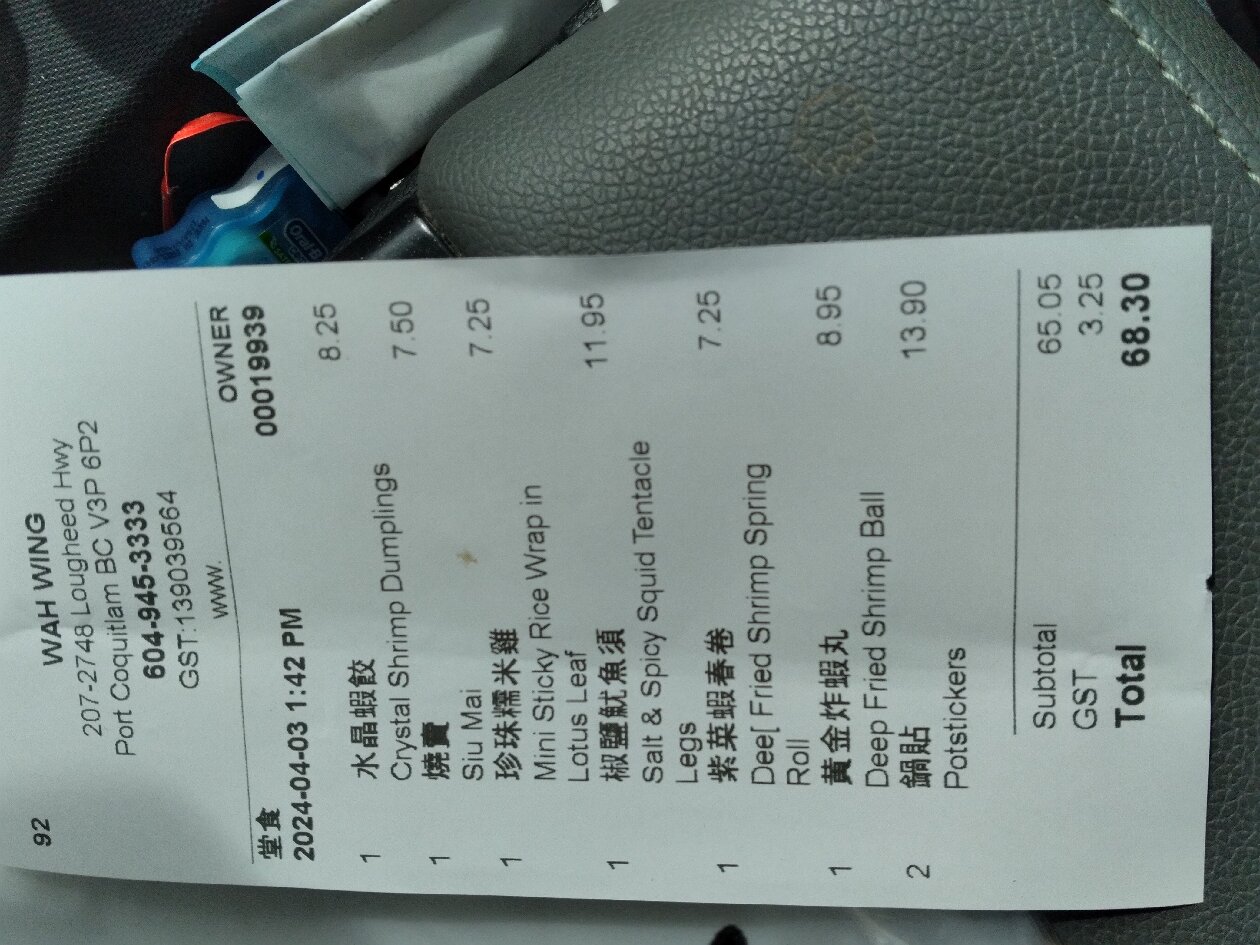 92
WAH WING
207-2748 Lougheed Hwy
Port Coquitlam BC V3P 6P2
604-945-3333
GST:139039564
www.
OWNER
堂食
2024-04-03 1:42 PM 00019939
1 水晶蝦餃 8.25
Crystal Shrimp Dumplings
1 燒賣 7.50
Siu Mai
1 珍珠糯米雞 7.25
Mini Sticky Rice Wrap in
Lotus Leaf
1 椒鹽魷魚須 11.95
Salt & Spicy Squid Tentacle
Legs
1 紫菜蝦春卷 7.25
Dee[ Fried Shrimp Spring
Roll
1 黄金炸蝦丸 8.95
Deep Fried Shrimp Ball
2 鍋貼 13.90
Potstickers
Subtotal 65.05
GST 3.25
Total 68.30
Oral-B